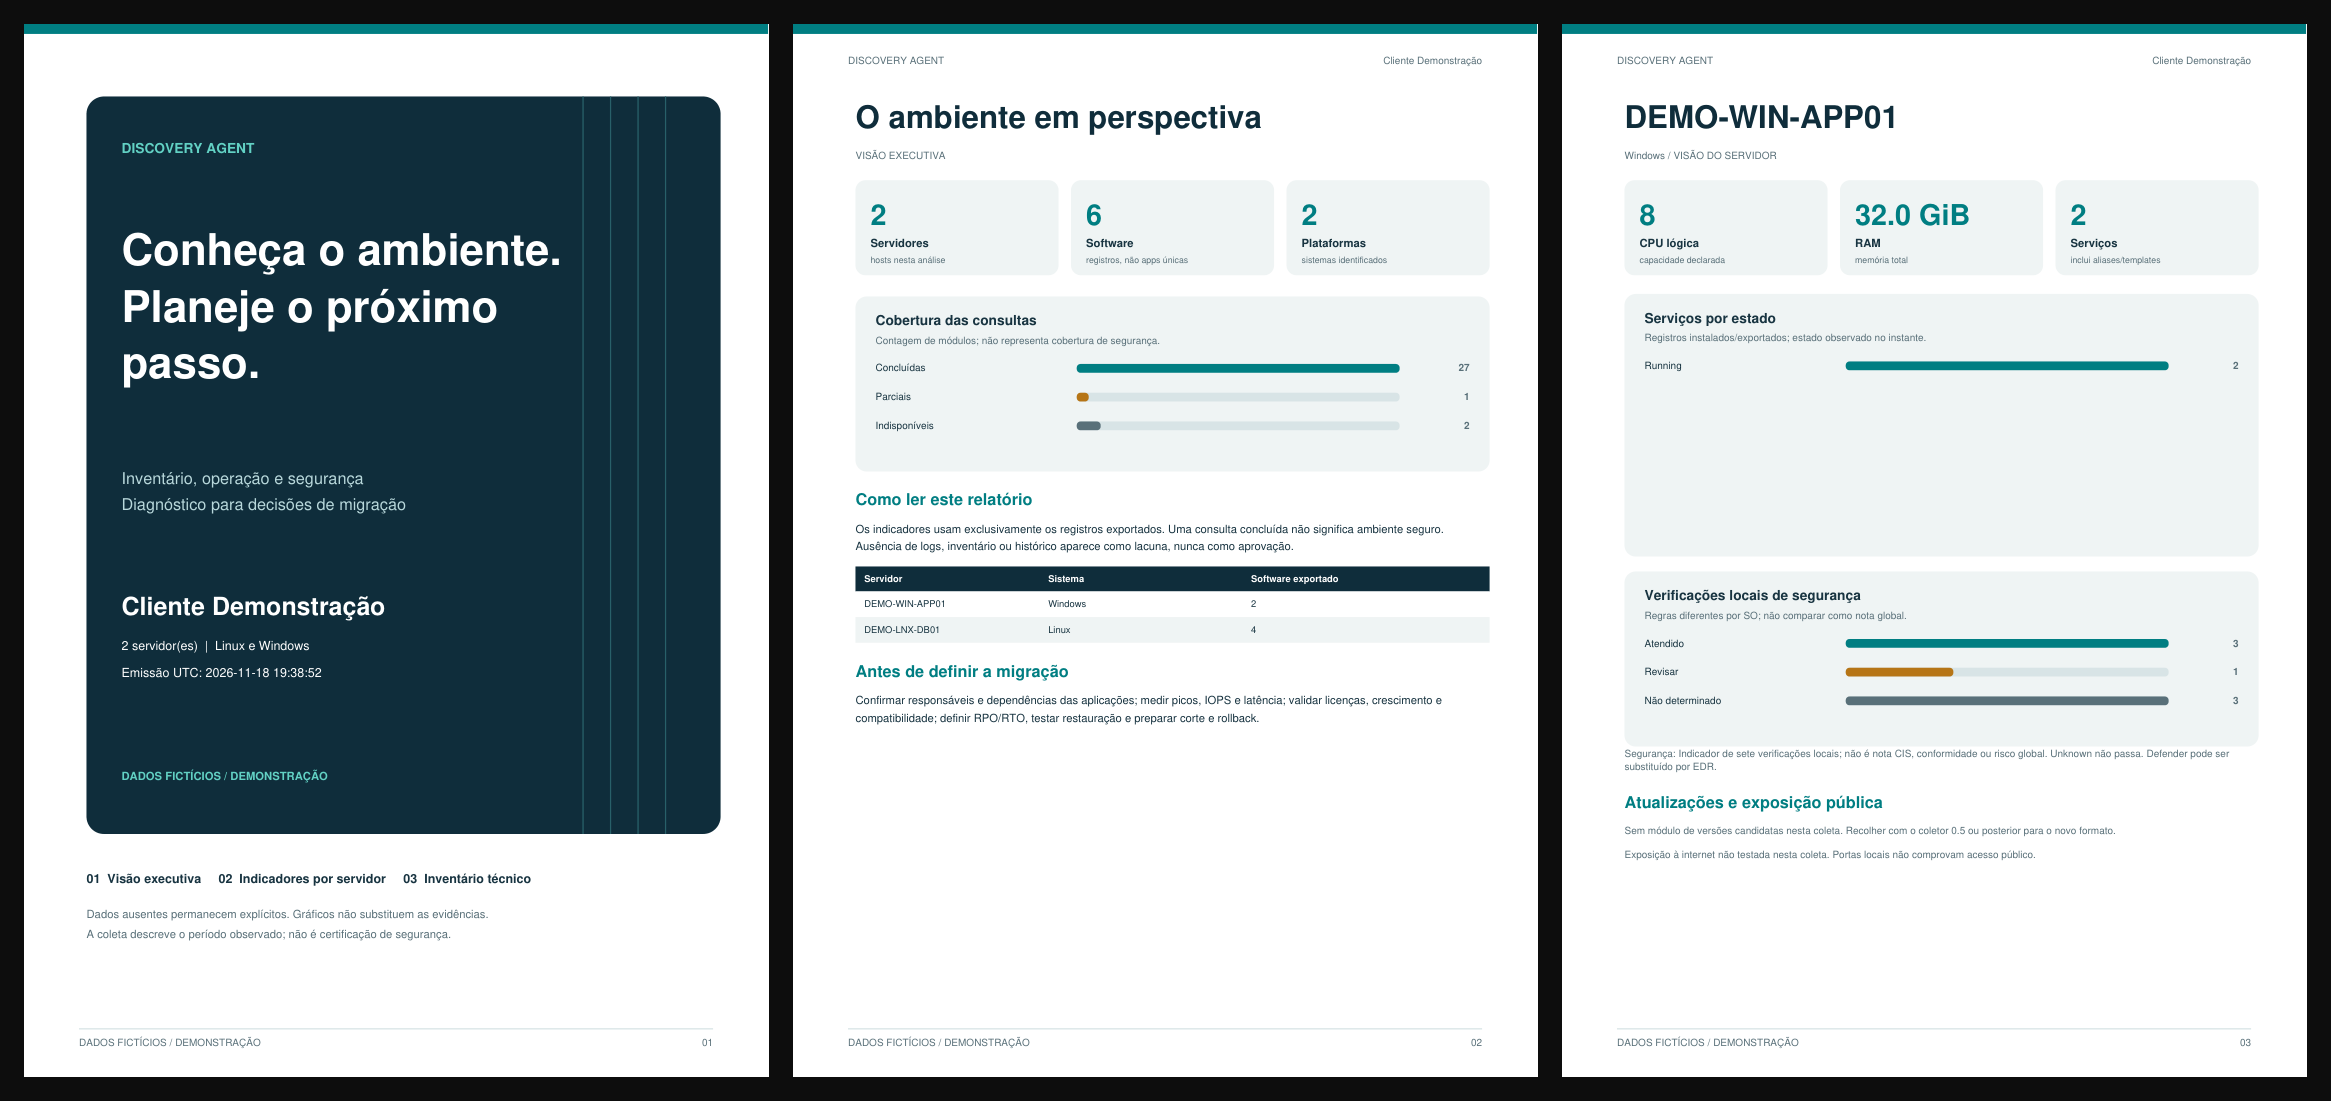 DISCOVERY AGENT
Conheça o ambiente.
Planeje o próximo
passo.
Inventário, operação e segurança
Diagnóstico para decisões de migração
Cliente Demonstração
2 servidor(es) | Linux e Windows
Emissão UTC: 2026-11-18 19:38:52
DADOS FICTÍCIOS / DEMONSTRAÇÃO
01 Visão executiva 02 Indicadores por servidor 03 Inventário técnico
Dados ausentes permanecem explícitos. Gráficos não substituem as evidências.
A coleta descreve o período observado; não é certificação de segurança.
DADOS FICTÍCIOS / DEMONSTRAÇÃO 01
DISCOVERY AGENT Cliente Demonstração
O ambiente em perspectiva
VISÃO EXECUTIVA
2 6 2
Servidores Software Plataformas
hosts nesta análise registros, não apps únicas sistemas identificados
Cobertura das consultas
Contagem de módulos; não representa cobertura de segurança.
Concluídas 27
Parciais 1
Indisponíveis 2
Como ler este relatório
Os indicadores usam exclusivamente os registros exportados. Uma consulta concluída não significa ambiente seguro.
Ausência de logs, inventário ou histórico aparece como lacuna, nunca como aprovação.
Servidor Sistema Software exportado
DEMO-WIN-APP01 Windows 2
DEMO-LNX-DB01 Linux 4
Antes de definir a migração
Confirmar responsáveis e dependências das aplicações; medir picos, IOPS e latência; validar licenças, crescimento e
compatibilidade; definir RPO/RTO, testar restauração e preparar corte e rollback.
DADOS FICTÍCIOS / DEMONSTRAÇÃO 02
DISCOVERY AGENT Cliente Demonstração
DEMO-WIN-APP01
Windows / VISÃO DO SERVIDOR
8 32.0 GiB 2
CPU lógica RAM Serviços
capacidade declarada memória total inclui aliases/templates
Serviços por estado
Registros instalados/exportados; estado observado no instante.
Running 2
Verificações locais de segurança
Regras diferentes por SO; não comparar como nota global.
Atendido 3
Revisar 1
Não determinado 3
Segurança: Indicador de sete verificações locais; não é nota CIS, conformidade ou risco global. Unknown não passa. Defender pode ser
substituído por EDR.
Atualizações e exposição pública
Sem módulo de versões candidatas nesta coleta. Recolher com o coletor 0.5 ou posterior para o novo formato.
Exposição à internet não testada nesta coleta. Portas locais não comprovam acesso público.
DADOS FICTÍCIOS / DEMONSTRAÇÃO 03